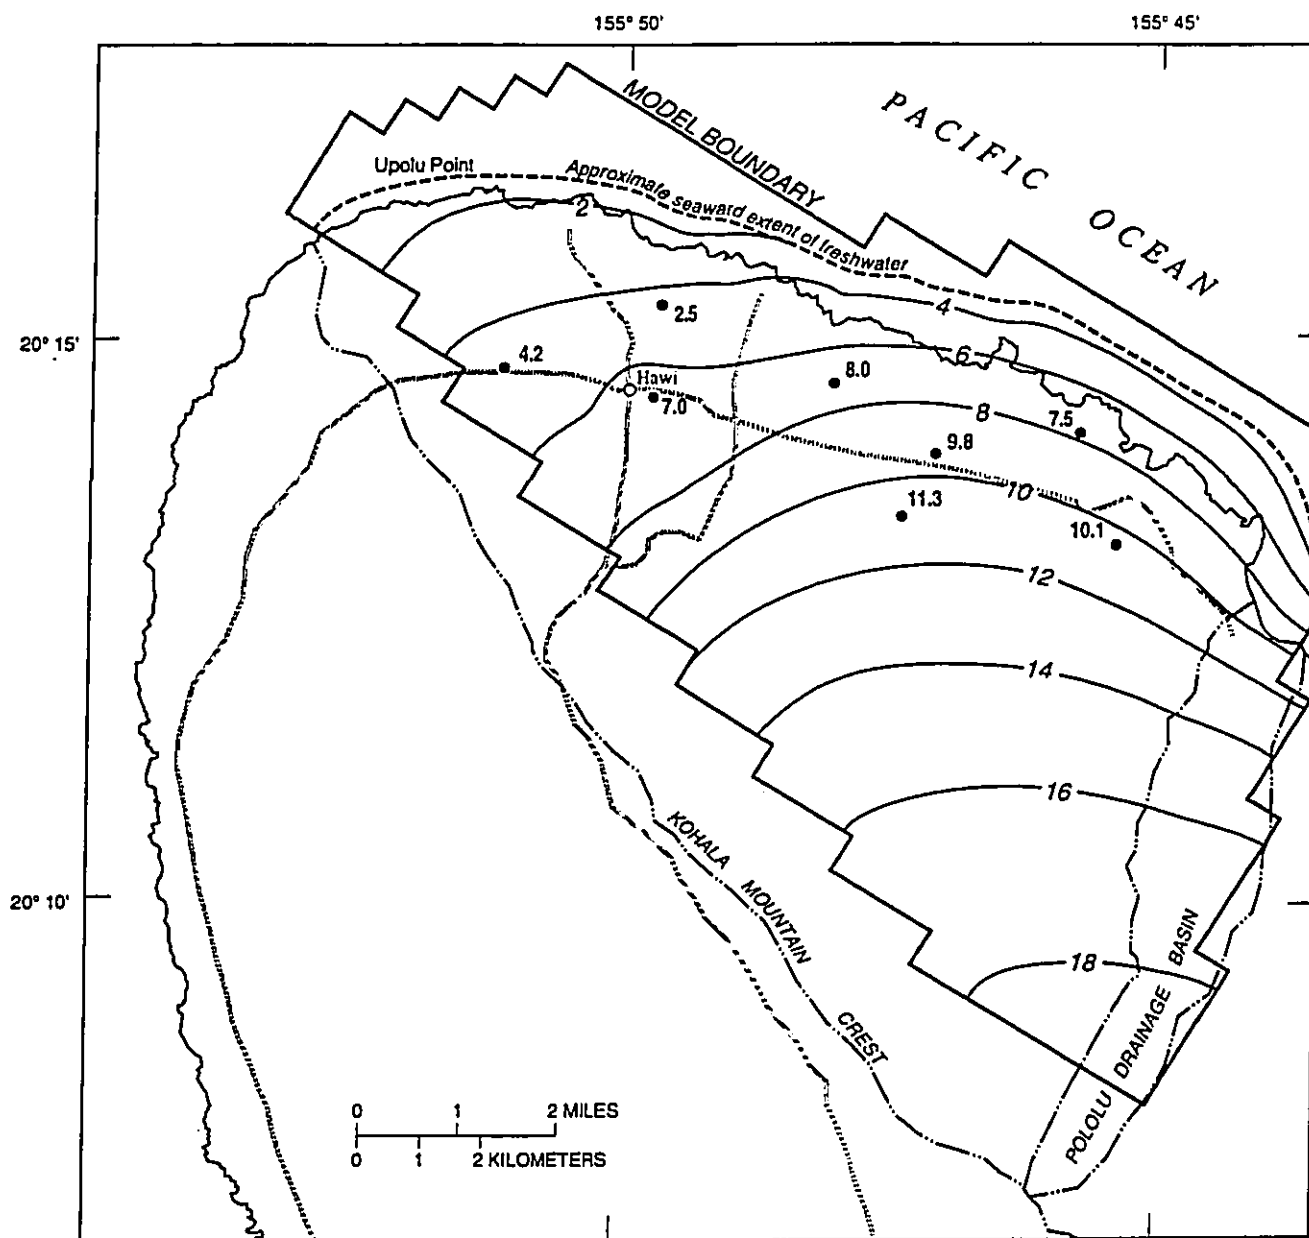 155° 50'
155° 45'
PACIFIC
OCEAN
MODEL BOUNDARY
Upolu Point
Approximate seaward extent of freshwater
2
4
2.5
20° 15'
4.2
6
8.0
Hawi
7.0
8
7.5
9.8
10
11.3
10.1
12
14
16
KOHALA
MOUNTAIN
CREST
20° 10'
18
POLOLU DRAINAGE BASIN
0 1 2 MILES
0 1 2 KILOMETERS